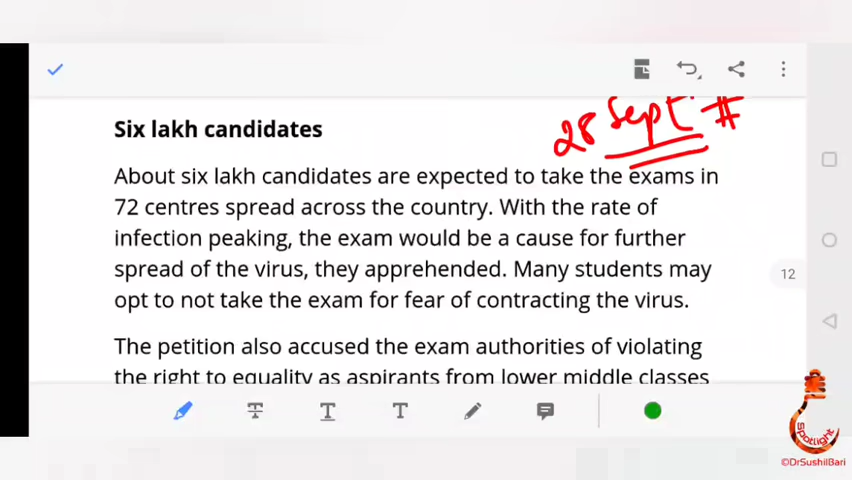 28 Sept #
Six lakh candidates
About six lakh candidates are expected to take the exams in
72 centres spread across the country. With the rate of
infection peaking, the exam would be a cause for further
spread of the virus, they apprehended. Many students may
opt to not take the exam for fear of contracting the virus.
12
The petition also accused the exam authorities of violating
the right to equality as aspirants from lower middle classes
T T T
Spotlight
©DrSushilBari